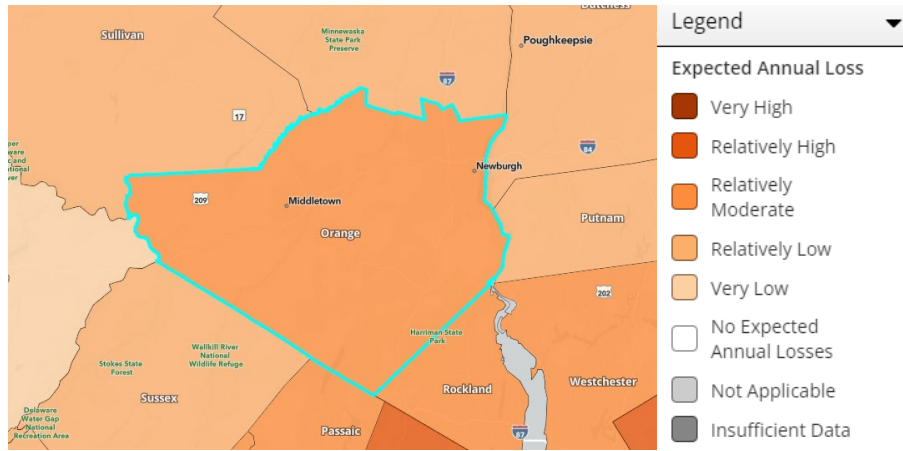 Dutchess
Sullivan
Minnewaska
State Park
Preserve
Poughkeepsie
87
17
84
Newburgh
209
Middletown
Putnam
Orange
202
Harriman State
Park
Wallkill River
National
Wildlife Refuge
Stokes State
Forest
Sussex
Rockland
Westchester
Delaware
Water Gap
National
Recreation Area
Passaic
87
Legend
Expected Annual Loss
Very High
Relatively High
Relatively
Moderate
Relatively Low
Very Low
No Expected
Annual Losses
Not Applicable
Insufficient Data